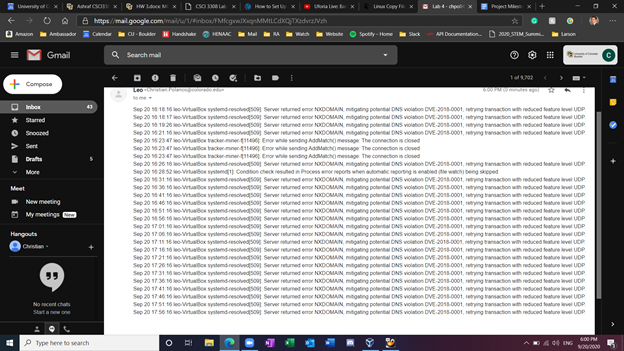 University of C
Ashraf CSCI33
HW 3.docx Mic
CSCI 3308 Lab
How to Set Up
Uforia Live: Ba
Linux Copy File
Lab 4 - chpo68
Project Milesto
https://mail.google.com/mail/u/1/#inbox/
Amazon
Ambassador
Calendar
CU - Boulder
Handshake
HENAAC
Mail
RA
Watch
Website
Spotify – Home
Slack
Chat Room
2020_STEM_Summi...
Other favorites
Gmail
Search mail
C
Compose
1 of 9,702
Inbox 43
Starred
Snoozed
Sent
Drafts 5
More
Meet
New meeting
My meetings New
Hangouts
Christian
No recent chats
Start a new one
Leo <Christian.Polanco@colorado.edu>
6:00 PM (0 minutes ago)
to me
Sep 20 16:18:16 leo-VirtualBox systemd-resolved[509]: Server returned error NXDOMAIN, mitigating potential DNS violation DVE-2018-0001, retrying transaction with reduced feature level UDP.
Sep 20 16:18:17 leo-VirtualBox systemd-resolved[509]: Server returned error NXDOMAIN, mitigating potential DNS violation DVE-2018-0001, retrying transaction with reduced feature level UDP.
Sep 20 16:19:26 leo-VirtualBox systemd-resolved[509]: Server returned error NXDOMAIN, mitigating potential DNS violation DVE-2018-0001, retrying transaction with reduced feature level UDP.
Sep 20 16:21:16 leo-VirtualBox systemd-resolved[509]: Server returned error NXDOMAIN, mitigating potential DNS violation DVE-2018-0001, retrying transaction with reduced feature level UDP.
Sep 20 16:23:47 leo-VirtualBox tracker-miner-f[11496]: Error while sending AddMatch() message: The connection is closed
Sep 20 16:23:47 leo-VirtualBox tracker-miner-f[11496]: Error while sending AddMatch() message: The connection is closed
Sep 20 16:23:47 leo-VirtualBox tracker-miner-f[11496]: Error while sending AddMatch() message: The connection is closed
Sep 20 16:26:16 leo-VirtualBox systemd-resolved[509]: Server returned error NXDOMAIN, mitigating potential DNS violation DVE-2018-0001, retrying transaction with reduced feature level UDP.
Sep 20 16:28:52 leo-VirtualBox systemd[1]: Condition check resulted in Process error reports when automatic reporting is enabled (file watch) being skipped.
Sep 20 16:31:16 leo-VirtualBox systemd-resolved[509]: Server returned error NXDOMAIN, mitigating potential DNS violation DVE-2018-0001, retrying transaction with reduced feature level UDP.
Sep 20 16:36:16 leo-VirtualBox systemd-resolved[509]: Server returned error NXDOMAIN, mitigating potential DNS violation DVE-2018-0001, retrying transaction with reduced feature level UDP.
Sep 20 16:41:16 leo-VirtualBox systemd-resolved[509]: Server returned error NXDOMAIN, mitigating potential DNS violation DVE-2018-0001, retrying transaction with reduced feature level UDP.
Sep 20 16:46:16 leo-VirtualBox systemd-resolved[509]: Server returned error NXDOMAIN, mitigating potential DNS violation DVE-2018-0001, retrying transaction with reduced feature level UDP.
Sep 20 16:51:16 leo-VirtualBox systemd-resolved[509]: Server returned error NXDOMAIN, mitigating potential DNS violation DVE-2018-0001, retrying transaction with reduced feature level UDP.
Sep 20 16:56:16 leo-VirtualBox systemd-resolved[509]: Server returned error NXDOMAIN, mitigating potential DNS violation DVE-2018-0001, retrying transaction with reduced feature level UDP.
Sep 20 17:01:16 leo-VirtualBox systemd-resolved[509]: Server returned error NXDOMAIN, mitigating potential DNS violation DVE-2018-0001, retrying transaction with reduced feature level UDP.
Sep 20 17:06:16 leo-VirtualBox systemd-resolved[509]: Server returned error NXDOMAIN, mitigating potential DNS violation DVE-2018-0001, retrying transaction with reduced feature level UDP.
Sep 20 17:11:16 leo-VirtualBox systemd-resolved[509]: Server returned error NXDOMAIN, mitigating potential DNS violation DVE-2018-0001, retrying transaction with reduced feature level UDP.
Sep 20 17:16:16 leo-VirtualBox systemd-resolved[509]: Server returned error NXDOMAIN, mitigating potential DNS violation DVE-2018-0001, retrying transaction with reduced feature level UDP.
Sep 20 17:21:16 leo-VirtualBox systemd-resolved[509]: Server returned error NXDOMAIN, mitigating potential DNS violation DVE-2018-0001, retrying transaction with reduced feature level UDP.
Sep 20 17:26:16 leo-VirtualBox systemd-resolved[509]: Server returned error NXDOMAIN, mitigating potential DNS violation DVE-2018-0001, retrying transaction with reduced feature level UDP.
Sep 20 17:31:16 leo-VirtualBox systemd-resolved[509]: Server returned error NXDOMAIN, mitigating potential DNS violation DVE-2018-0001, retrying transaction with reduced feature level UDP.
Sep 20 17:36:16 leo-VirtualBox systemd-resolved[509]: Server returned error NXDOMAIN, mitigating potential DNS violation DVE-2018-0001, retrying transaction with reduced feature level UDP.
Sep 20 17:41:16 leo-VirtualBox systemd-resolved[509]: Server returned error NXDOMAIN, mitigating potential DNS violation DVE-2018-0001, retrying transaction with reduced feature level UDP.
Sep 20 17:46:16 leo-VirtualBox systemd-resolved[509]: Server returned error NXDOMAIN, mitigating potential DNS violation DVE-2018-0001, retrying transaction with reduced feature level UDP.
Sep 20 17:51:16 leo-VirtualBox systemd-resolved[509]: Server returned error NXDOMAIN, mitigating potential DNS violation DVE-2018-0001, retrying transaction with reduced feature level UDP.
Sep 20 17:56:16 leo-VirtualBox systemd-resolved[509]: Server returned error NXDOMAIN, mitigating potential DNS violation DVE-2018-0001, retrying transaction with reduced feature level UDP.
Type here to search
ENG
6:00 PM
9/20/2020